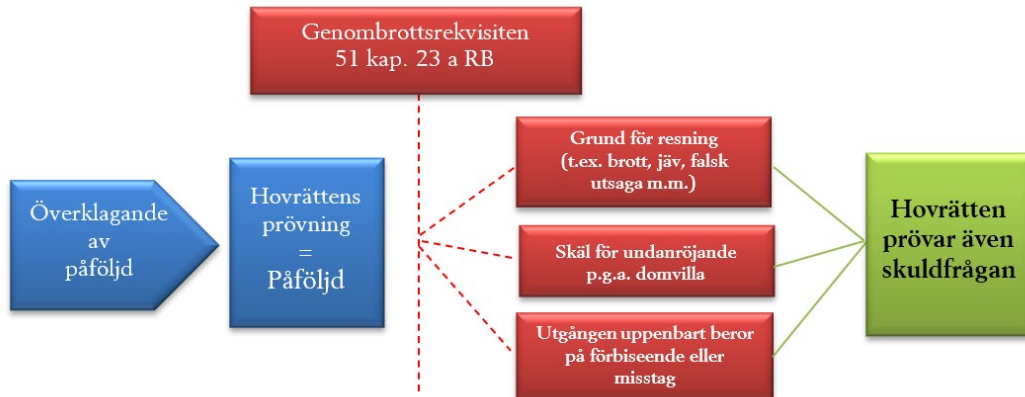 Genombrottsrekvisiten
51 kap. 23 a RB
Överklagande
av
påföljd
Hovrättens
prövning
=
Påföljd
Grund för resning
(t.ex. brott, jäv, falsk
utsaga m.m.)
Skäl för undanröjande
p.g.a. domvilla
Utgången uppenbart beror
på förbiseende eller
misstag
Hovrätten
prövar även
skuldfrågan